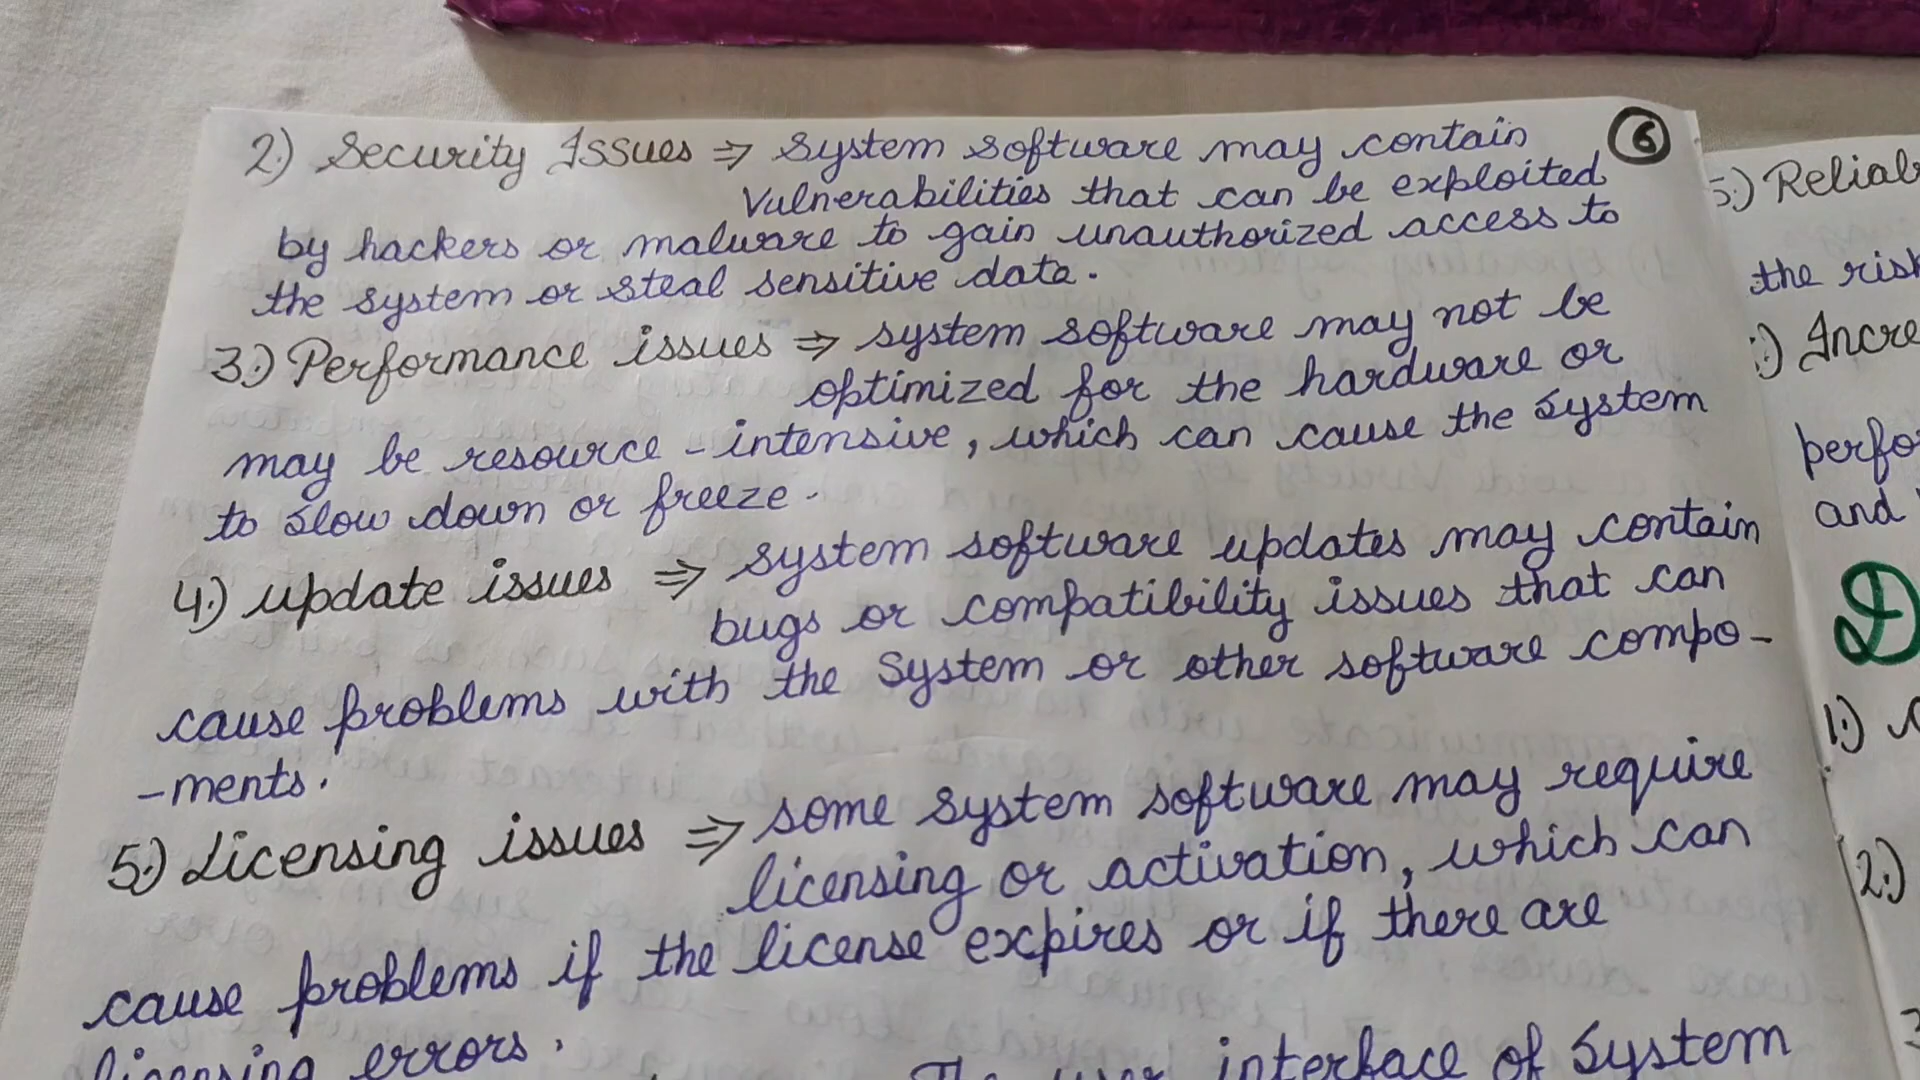 6
2.) Security Issues ⇒ system software may contain
Vulnerabilities that can be exploited
by hackers or malware to gain unauthorized access to
the system or steal sensitive data.
3.) Performance issues ⇒ system software may not be
optimized for the hardware or
may be resource - intensive, which can cause the system
to slow down or freeze.
4.) update issues ⇒ system software updates may contain
bugs or compatibility issues that can
cause problems with the System or other software compo-
-ments.
5.) Licensing issues ⇒ some system software may require
licensing or activation, which can
cause problems if the license expires or if there are
licensing errors.
The user interface of System
5.) Reliab
the risk
) Incre
perfo
and
D
1.)
2.)